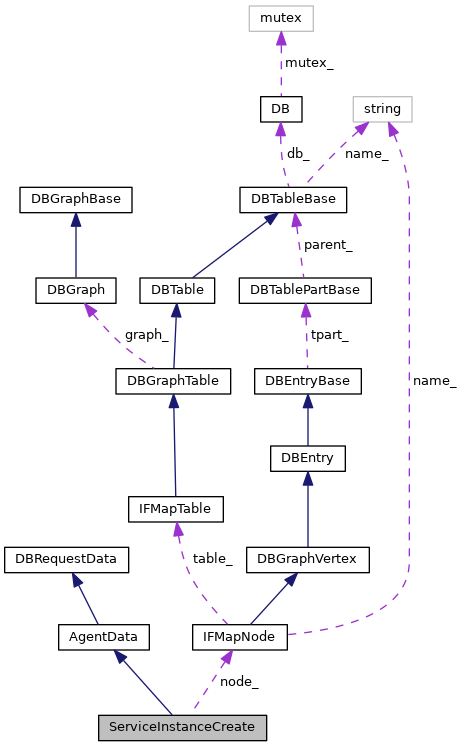 mutex
mutex_
DB
string
db_
name_
DBGraphBase
DBTableBase
parent_
DBGraph
DBTable
DBTablePartBase
graph_
tpart_
DBGraphTable
DBEntryBase
name_
DBEntry
IFMapTable
DBRequestData
table_
DBGraphVertex
AgentData
IFMapNode
node_
ServiceInstanceCreate